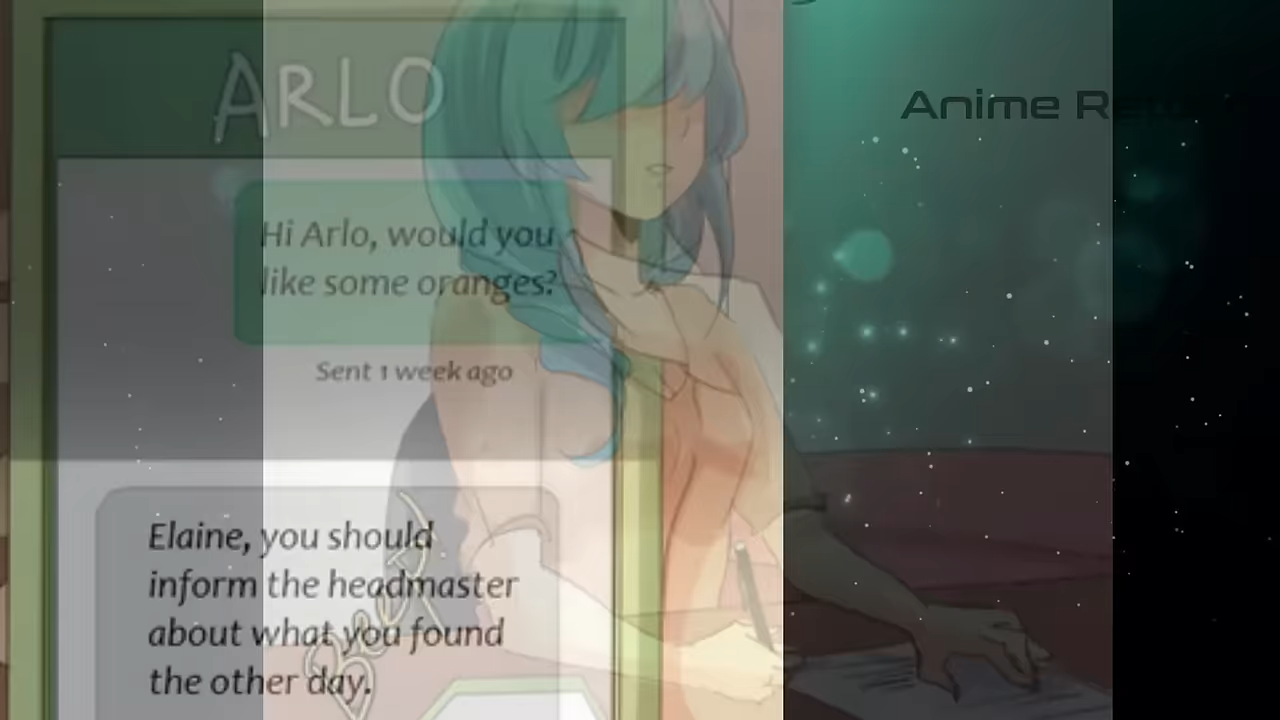 ARLO
Anime
Hi Arlo, would you
like some oranges?
Sent 1 week ago
Elaine, you should
inform the headmaster
about what you found
the other day.
Beep!